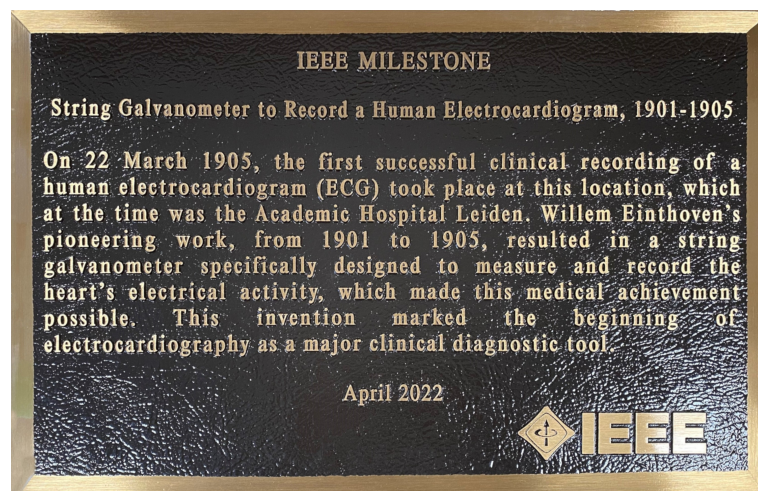 IEEE MILESTONE
String Galvanometer to Record a Human Electrocardiogram, 1901-1905
On 22 March 1905, the first successful clinical recording of a
human electrocardiogram (ECG) took place at this location, which
at the time was the Academic Hospital Leiden. Willem Einthoven's
pioneering work, from 1901 to 1905, resulted in a string
galvanometer specifically designed to measure and record the
heart's electrical activity, which made this medical achievement
possible. This invention marked the beginning of
electrocardiography as a major clinical diagnostic tool.
April 2022
IEEE